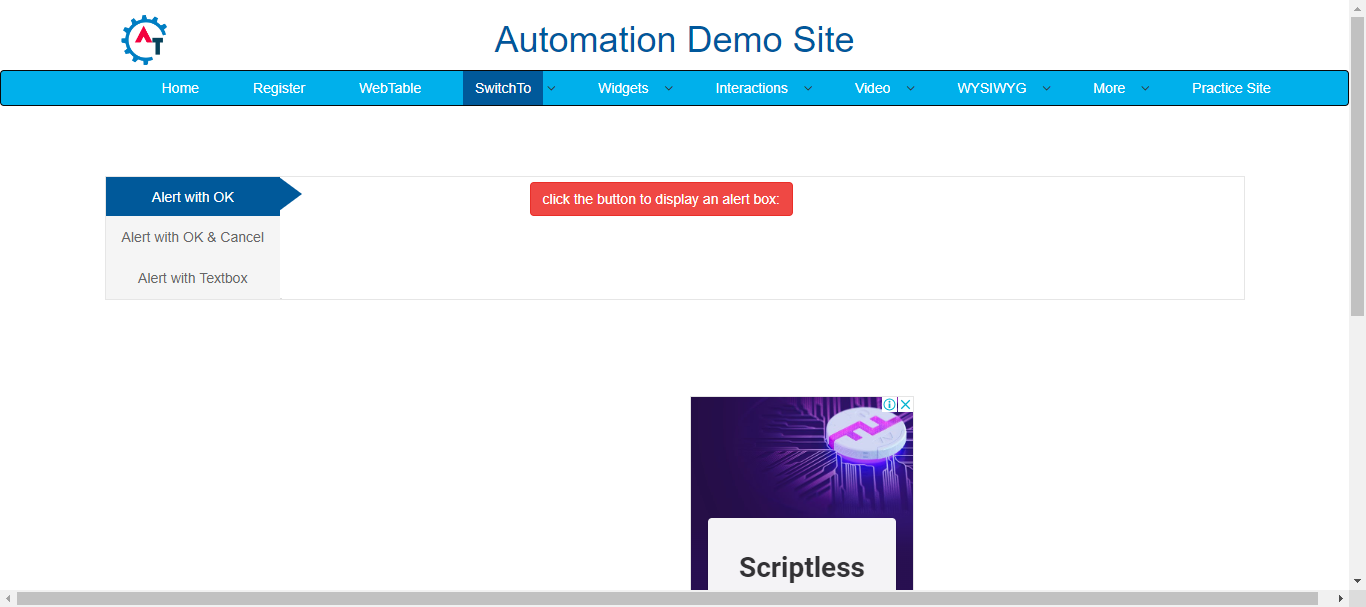 AT
Automation Demo Site
Home Register WebTable SwitchTo Widgets Interactions Video WYSIWYG More Practice Site
Alert with OK
click the button to display an alert box:
Alert with OK & Cancel
Alert with Textbox
Scriptless